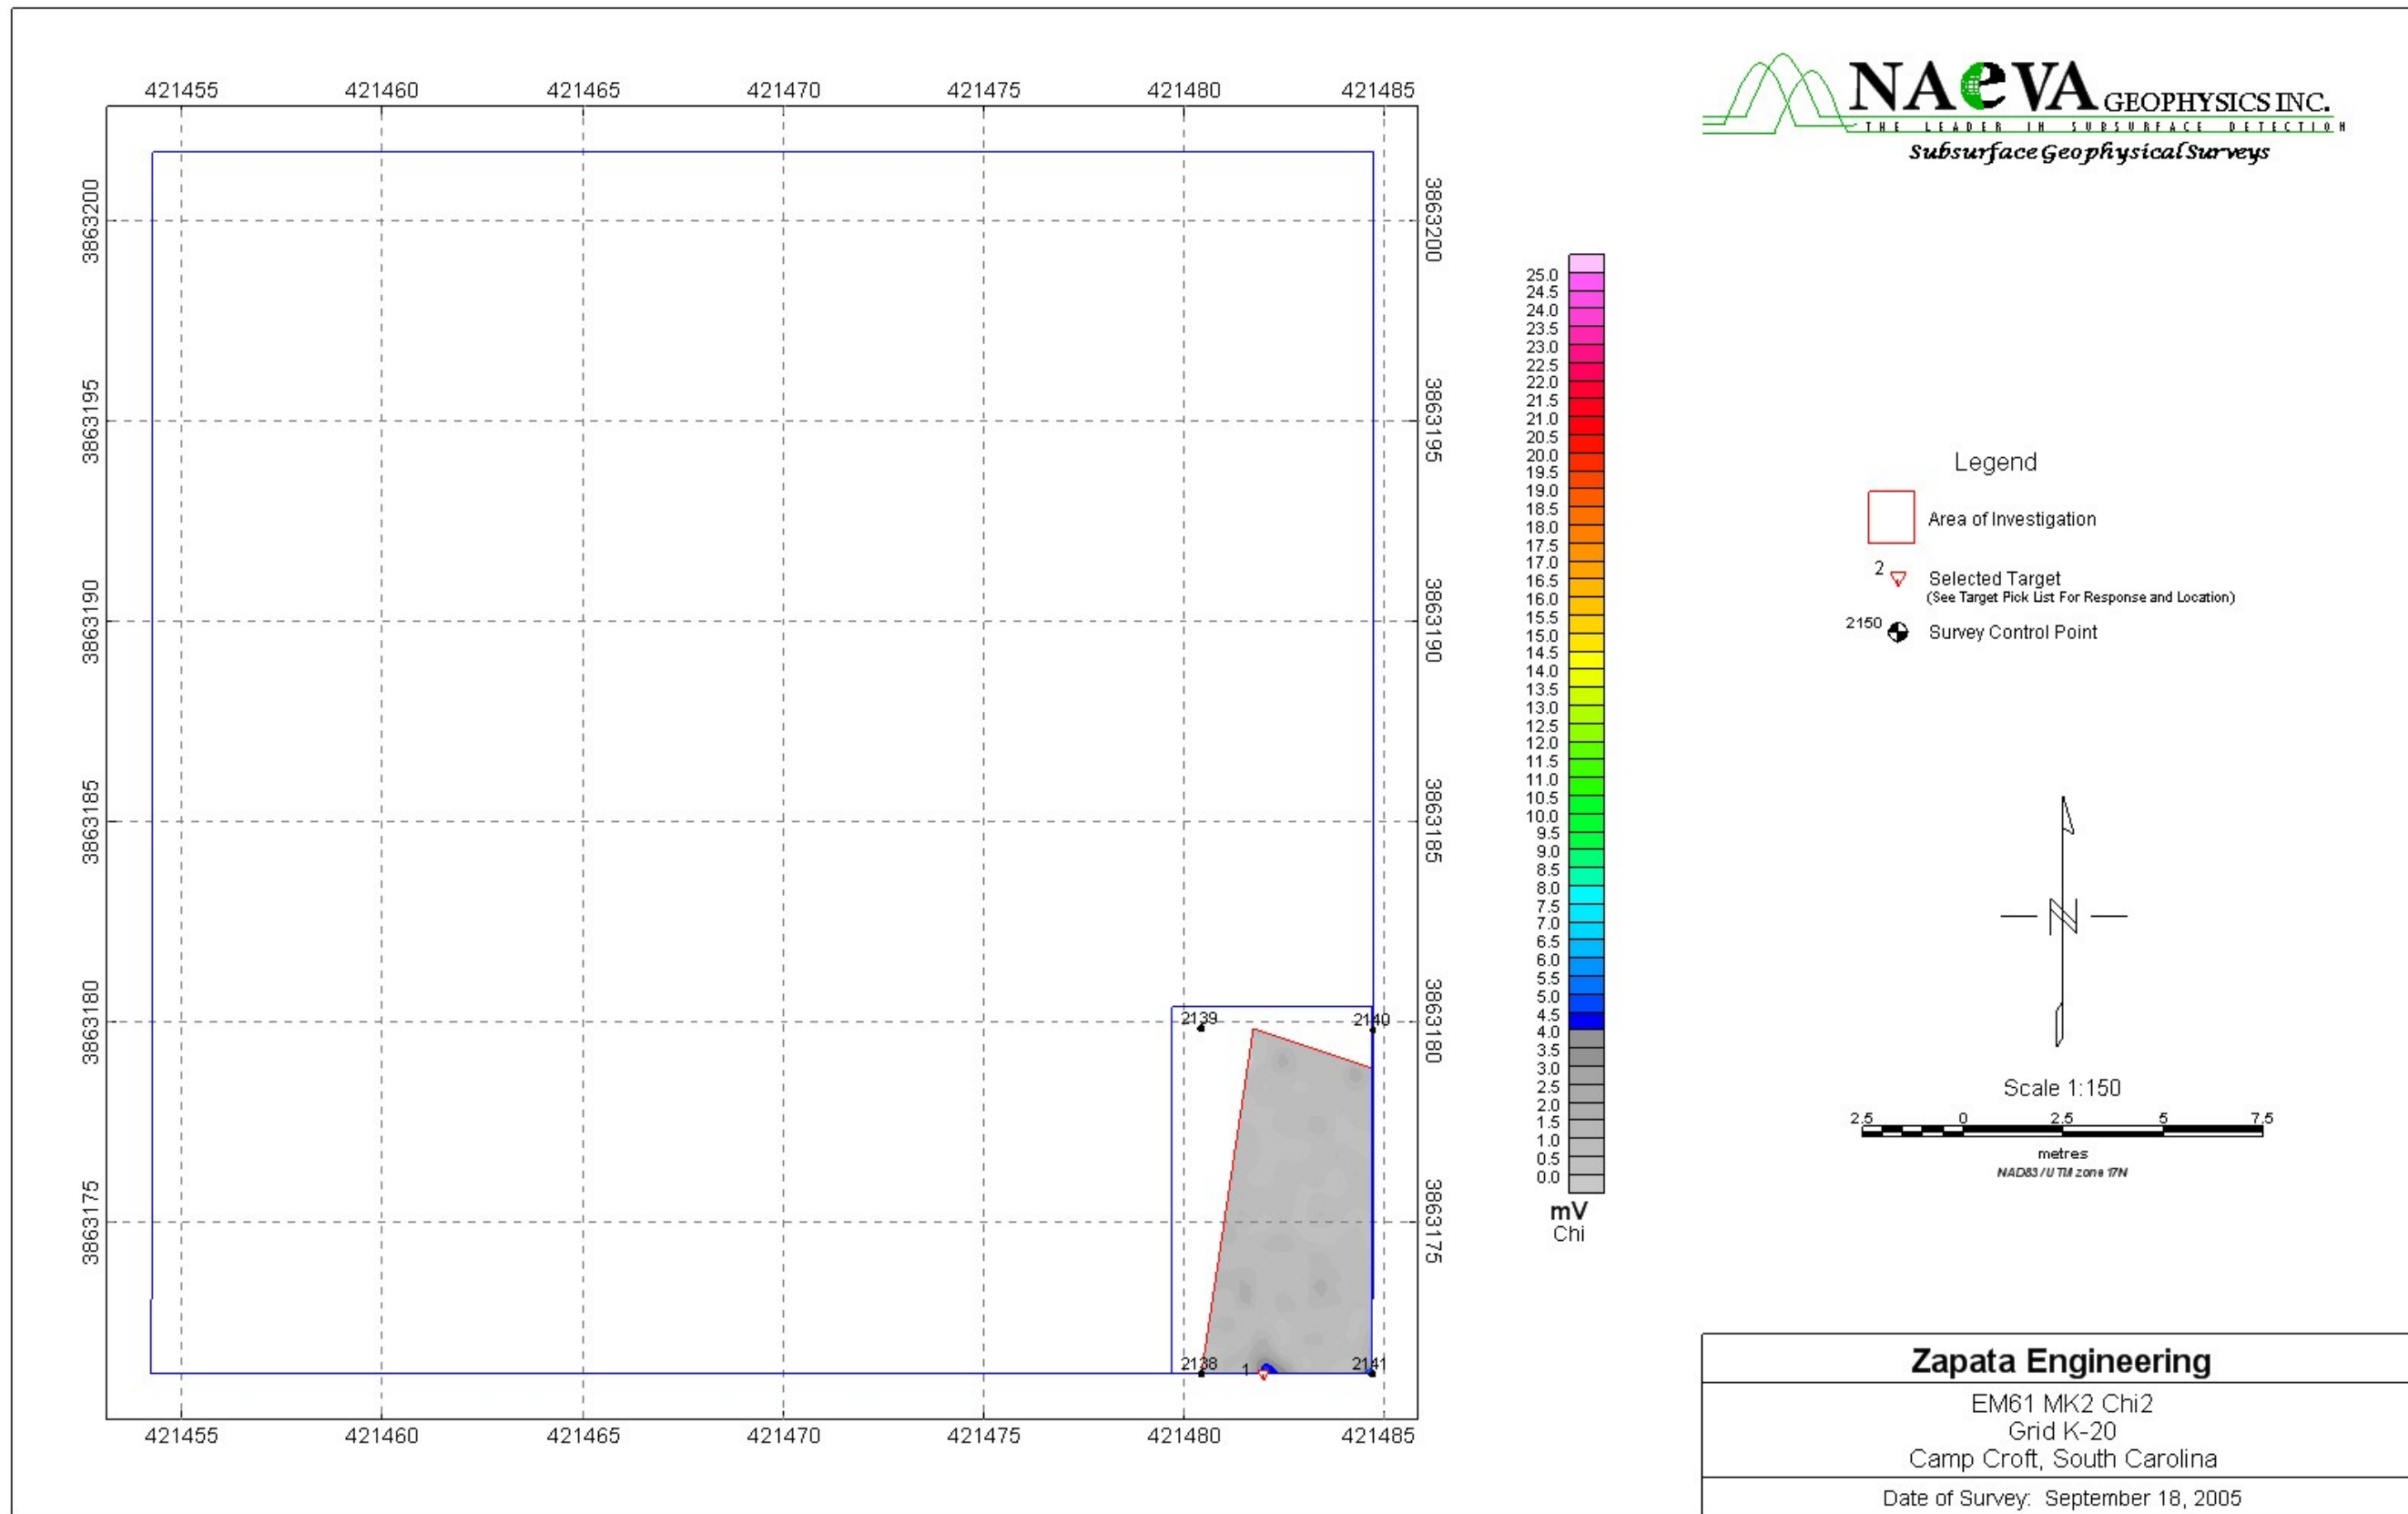 NAeVA GEOPHYSICS INC.
THE LEADER IN SUBSURFACE DETECTION
Subsurface Geophysical Surveys
421455 421460 421465 421470 421475 421480 421485
3863200 3863200
3863195 3863195
3863190 3863190
3863185 3863185
3863180 3863180
3863175 3863175
2139 2140
2138 1 2141
421455 421460 421465 421470 421475 421480 421485
25.0
24.5
24.0
23.5
23.0
22.5
22.0
21.5
21.0
20.5
20.0
19.5
19.0
18.5
18.0
17.5
17.0
16.5
16.0
15.5
15.0
14.5
14.0
13.5
13.0
12.5
12.0
11.5
11.0
10.5
10.0
9.5
9.0
8.5
8.0
7.5
7.0
6.5
6.0
5.5
5.0
4.5
4.0
3.5
3.0
2.5
2.0
1.5
1.0
0.5
0.0
mV
Chi
Legend
Area of Investigation
2 Selected Target
(See Target Pick List For Response and Location)
2150 Survey Control Point
N
Scale 1:150
2.5 0 2.5 5 7.5
metres
NAD83 / UTM zone 17N
Zapata Engineering
EM61 MK2 Chi2
Grid K-20
Camp Croft, South Carolina
Date of Survey: September 18, 2005